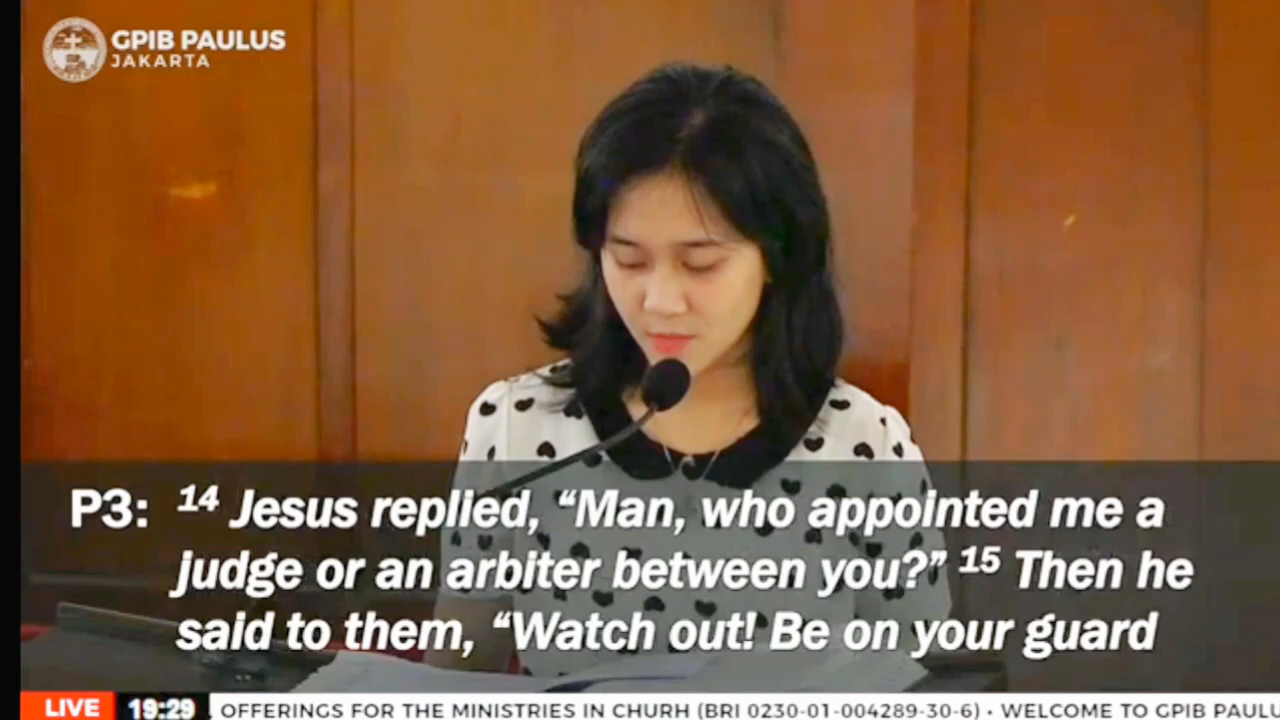 GPIB PAULUS
JAKARTA
P3: 14 Jesus replied, “Man, who appointed me a
judge or an arbiter between you?” 15 Then he
said to them, “Watch out! Be on your guard
LIVE 19:29 . OFFERINGS FOR THE MINISTRIES IN CHURH (BRI 0230-01-004289-30-6) • WELCOME TO GPIB PAULU